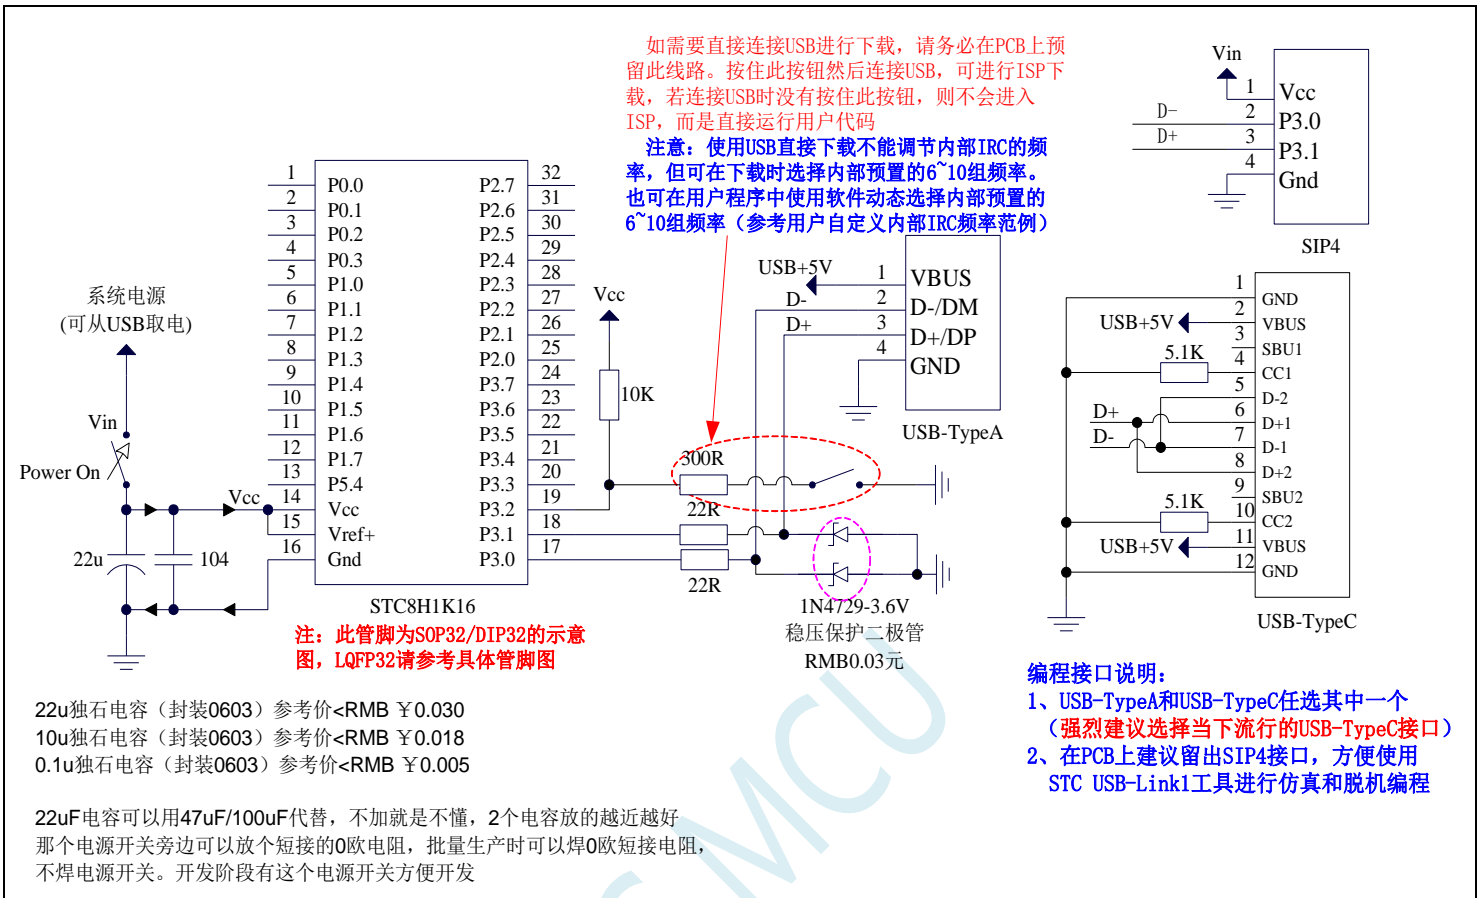 如需要直接连接USB进行下载，请务必在PCB上预
留此线路。按住此按钮然后连接USB，可进行ISP下
载，若连接USB时没有按住此按钮，则不会进入
ISP，而是直接运行用户代码
注意：使用USB直接下载不能调节内部IRC的频
率，但可在下载时选择内部预置的6~10组频率。
也可在用户程序中使用软件动态选择内部预置的
6~10组频率（参考用户自定义内部IRC频率范例）
Vin
1 Vcc
D- 2 P3.0
D+ 3 P3.1
4 Gnd
SIP4
1 P0.0 P2.7 32
2 P0.1 P2.6 31
3 P0.2 P2.5 30
4 P0.3 P2.4 29
5 P1.0 P2.3 28
6 P1.1 P2.2 27
7 P1.2 P2.1 26
8 P1.3 P2.0 25
9 P1.4 P3.7 24
10 P1.5 P3.6 23
11 P1.6 P3.5 22
12 P1.7 P3.4 21
13 P5.4 P3.3 20
14 Vcc P3.2 19
15 Vref+ P3.1 18
16 Gnd P3.0 17
STC8H1K16
注：此管脚为SOP32/DIP32的示意
图，LQFP32请参考具体管脚图
系统电源
(可从USB取电)
Vin
Power On
Vcc
22u
104
Vcc
10K
300R
22R
22R
USB+5V 1 VBUS
D- 2 D-/DM
D+ 3 D+/DP
4 GND
USB-TypeA
1N4729-3.6V
稳压保护二极管
RMB0.03元
1 GND
USB+5V 2 VBUS
3 SBU1
5.1K 4 CC1
5 D-2
D+ 6 D+1
D- 7 D-1
8 D+2
9 SBU2
5.1K 10 CC2
USB+5V 11 VBUS
12 GND
USB-TypeC
编程接口说明：
1、USB-TypeA和USB-TypeC任选其中一个
（强烈建议选择当下流行的USB-TypeC接口）
2、在PCB上建议留出SIP4接口，方便使用
STC USB-Link1工具进行仿真和脱机编程
22u独石电容（封装0603）参考价<RMB ￥0.030
10u独石电容（封装0603）参考价<RMB ￥0.018
0.1u独石电容（封装0603）参考价<RMB ￥0.005
22uF电容可以用47uF/100uF代替，不加就是不懂，2个电容放的越近越好
那个电源开关旁边可以放个短接的0欧电阻，批量生产时可以焊0欧短接电阻，
不焊电源开关。开发阶段有这个电源开关方便开发
MCU